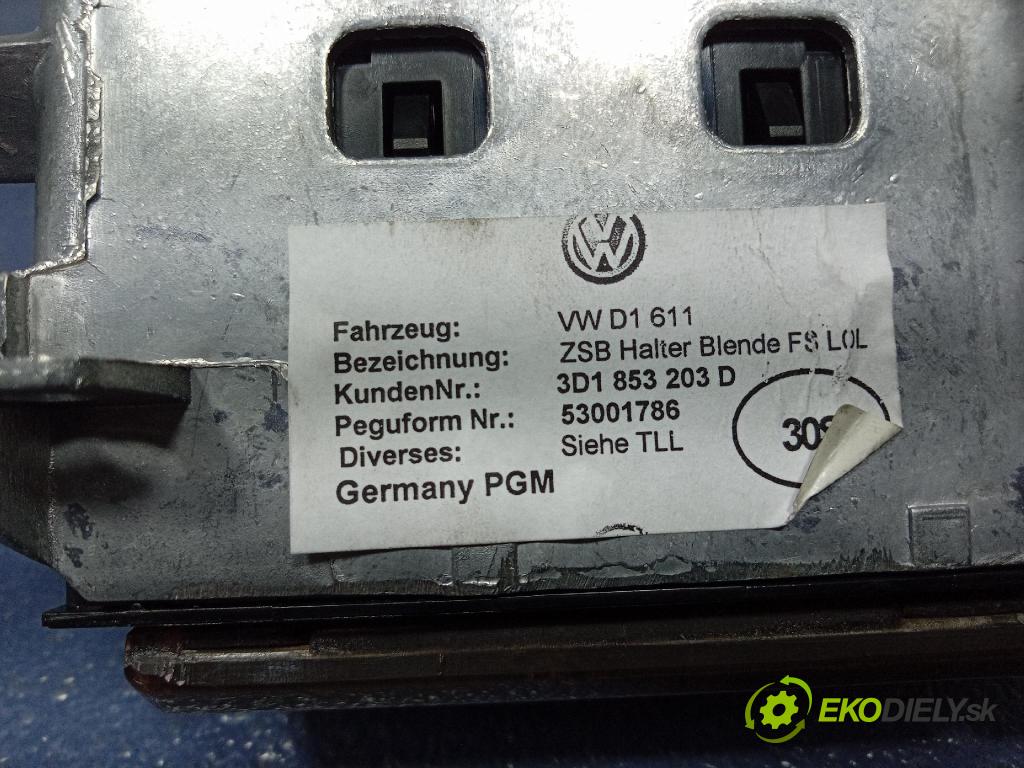 Fahrzeug: VW D1 611
Bezeichnung: ZSB Halter Blende FS L0L
KundenNr.: 3D1 853 203 D
Peguform Nr.: 53001786
Diverses: Siehe TLL
Germany PGM
EKODIELY.sk